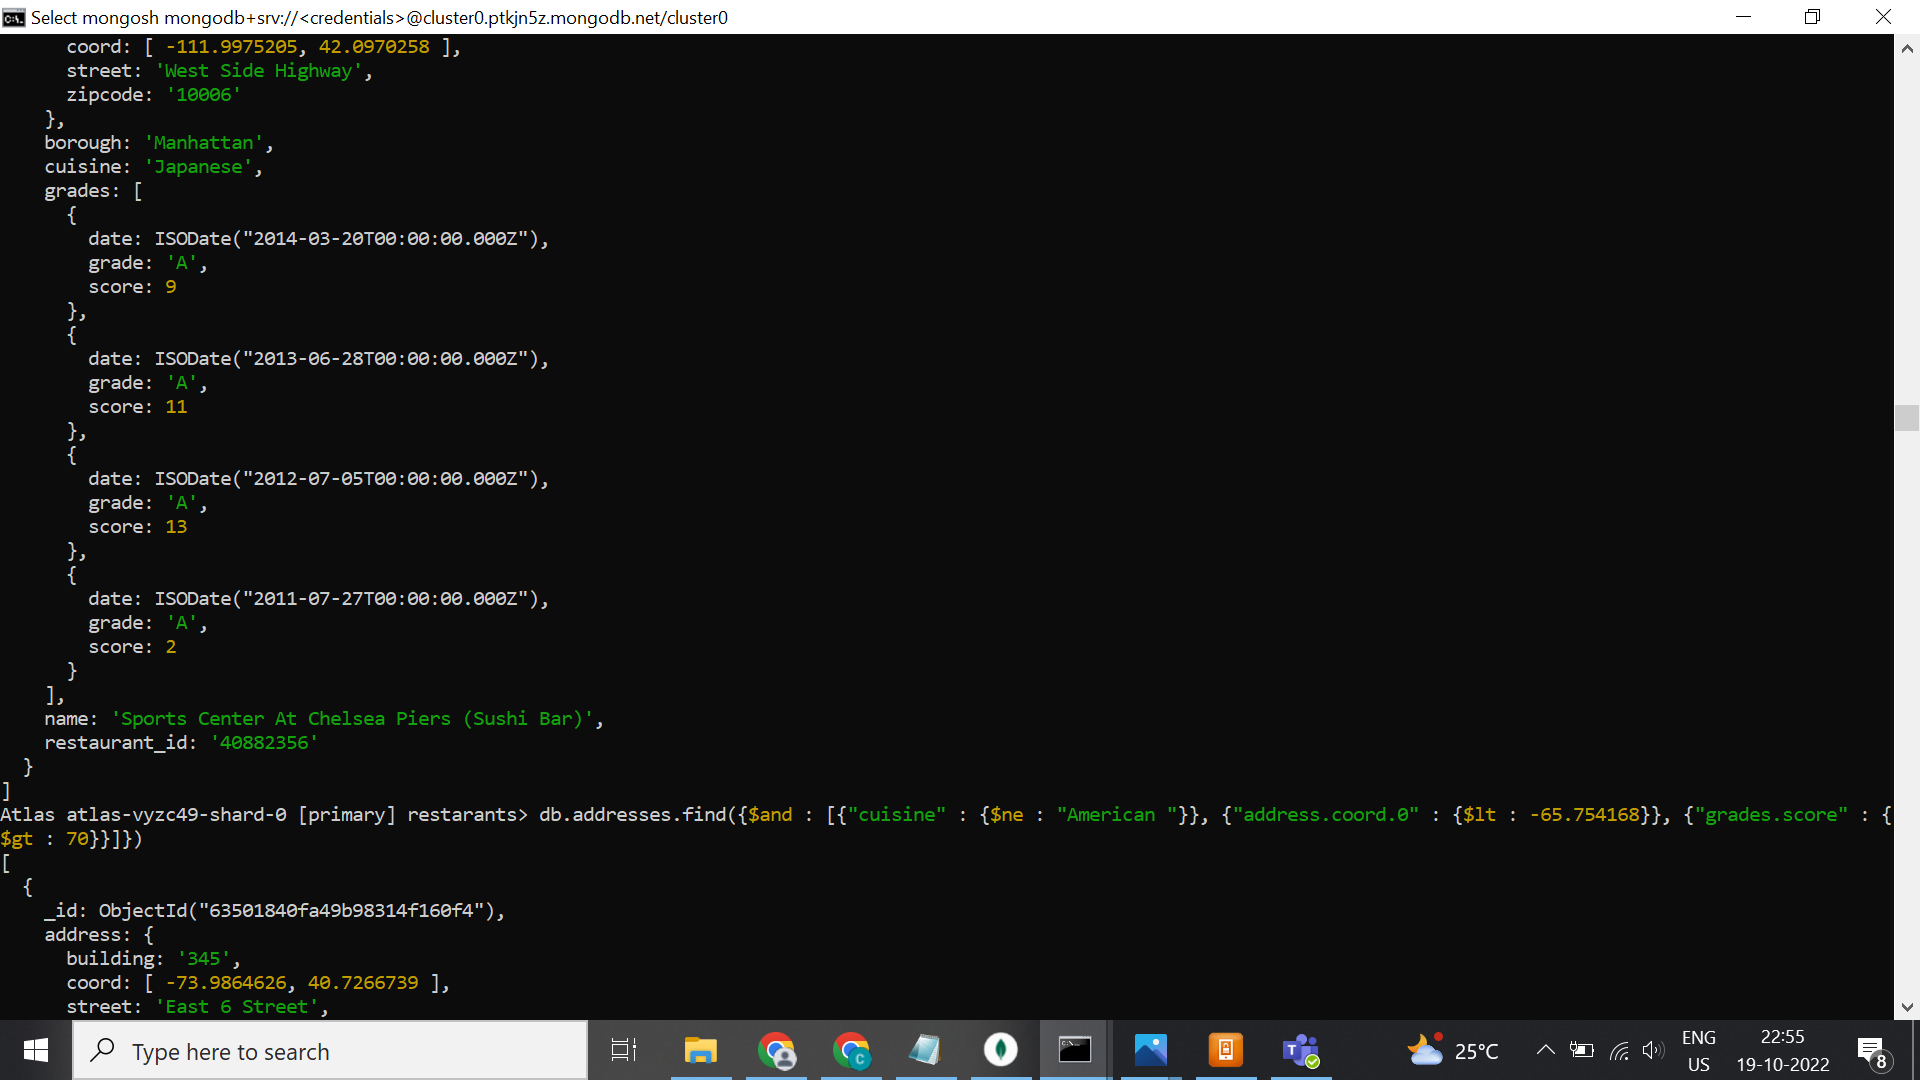 Select mongosh mongodb+srv://<credentials>@cluster0.ptkjn5z.mongodb.net/cluster0
coord: [ -111.9975205, 42.0970258 ],
street: 'West Side Highway',
zipcode: '10006'
},
borough: 'Manhattan',
cuisine: 'Japanese',
grades: [
{
date: ISODate("2014-03-20T00:00:00.000Z"),
grade: 'A',
score: 9
},
{
date: ISODate("2013-06-28T00:00:00.000Z"),
grade: 'A',
score: 11
},
{
date: ISODate("2012-07-05T00:00:00.000Z"),
grade: 'A',
score: 13
},
{
date: ISODate("2011-07-27T00:00:00.000Z"),
grade: 'A',
score: 2
}
],
name: 'Sports Center At Chelsea Piers (Sushi Bar)',
restaurant_id: '40882356'
}
]
Atlas atlas-vyzc49-shard-0 [primary] restarants> db.addresses.find({$and : [{"cuisine" : {$ne : "American "}}, {"address.coord.0" : {$lt : -65.754168}}, {"grades.score" : {
$gt : 70}}]})
[
{
_id: ObjectId("63501840fa49b98314f160f4"),
address: {
building: '345',
coord: [ -73.9864626, 40.7266739 ],
street: 'East 6 Street',
Type here to search
25°C
ENG
US
22:55
19-10-2022
8